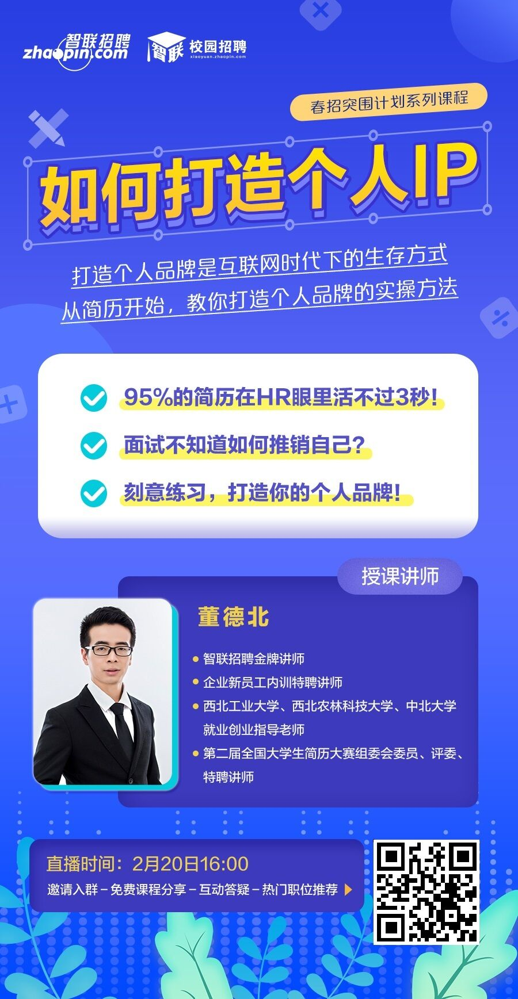 智联招聘
zhaopin.com
智联
校园招聘
xiaoyuan.zhaopin.com
春招突围计划系列课程
如何打造个人IP
打造个人品牌是互联网时代下的生存方式
从简历开始，教你打造个人品牌的实操方法
95%的简历在HR眼里活不过3秒!
面试不知道如何推销自己?
刻意练习，打造你的个人品牌!
授课讲师
董德北
智联招聘金牌讲师
企业新员工内训特聘讲师
西北工业大学、西北农林科技大学、中北大学
就业创业指导老师
第二届全国大学生简历大赛组委会委员、评委、
特聘讲师
直播时间：2月20日16:00
邀请入群–免费课程分享–互动答疑–热门职位推荐